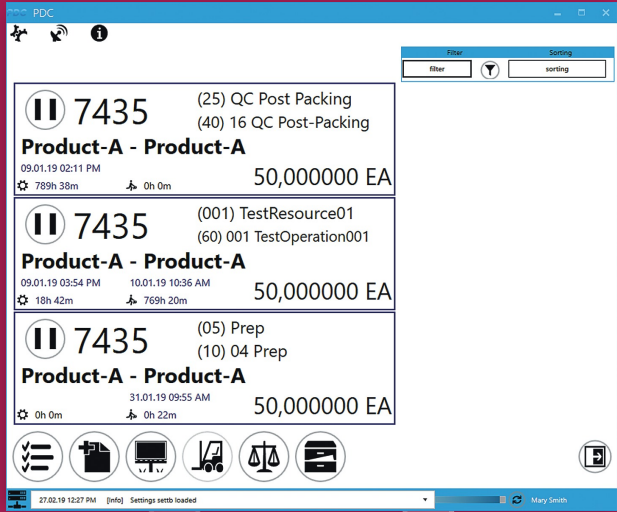 PDC PDC
Filter Sorting
filter sorting
7435
(25) QC Post Packing
(40) 16 QC Post-Packing
Product-A - Product-A
09.01.19 02:11 PM
789h 38m 0h 0m
50,000000 EA
7435
(001) TestResource01
(60) 001 TestOperation001
Product-A - Product-A
09.01.19 03:54 PM 10.01.19 10:36 AM
18h 42m 769h 20m
50,000000 EA
7435
(05) Prep
(10) 04 Prep
Product-A - Product-A
31.01.19 09:55 AM
0h 0m 0h 22m
50,000000 EA
27.02.19 12:27 PM [Info] Settings settb loaded
Mary Smith